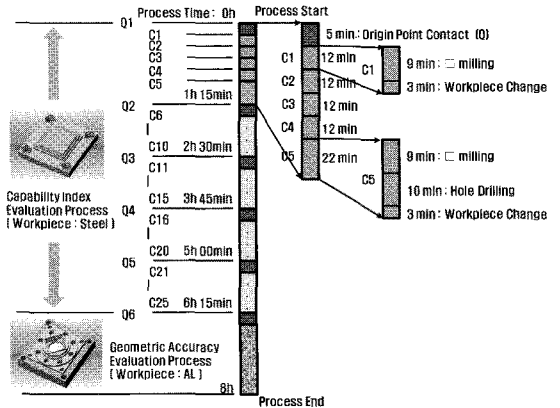 Process Time : 0h
Process Start
Q1
C1
C2
C3
C4
C5
1h 15min
Q2
C6
C10 2h 30min
Q3
C11
C15 3h 45min
Q4
C16
C20 5h 00min
Q5
C21
C25 6h 15min
Q6
8h
Process End
Capability Index
Evaluation Process
( Workpiece : Steel )
Geometric Accuracy
Evaluation Process
( Workpiece : AL )
5 min.: Origin Point Contact (Q)
C1 12 min
C2 12 min
C3 12 min
C4 12 min
C5 22 min
C1
9 min : □ milling
3 min : Workpiece Change
C5
9 min : □ milling
10 min : Hole Drilling
3 min : Workpiece Change